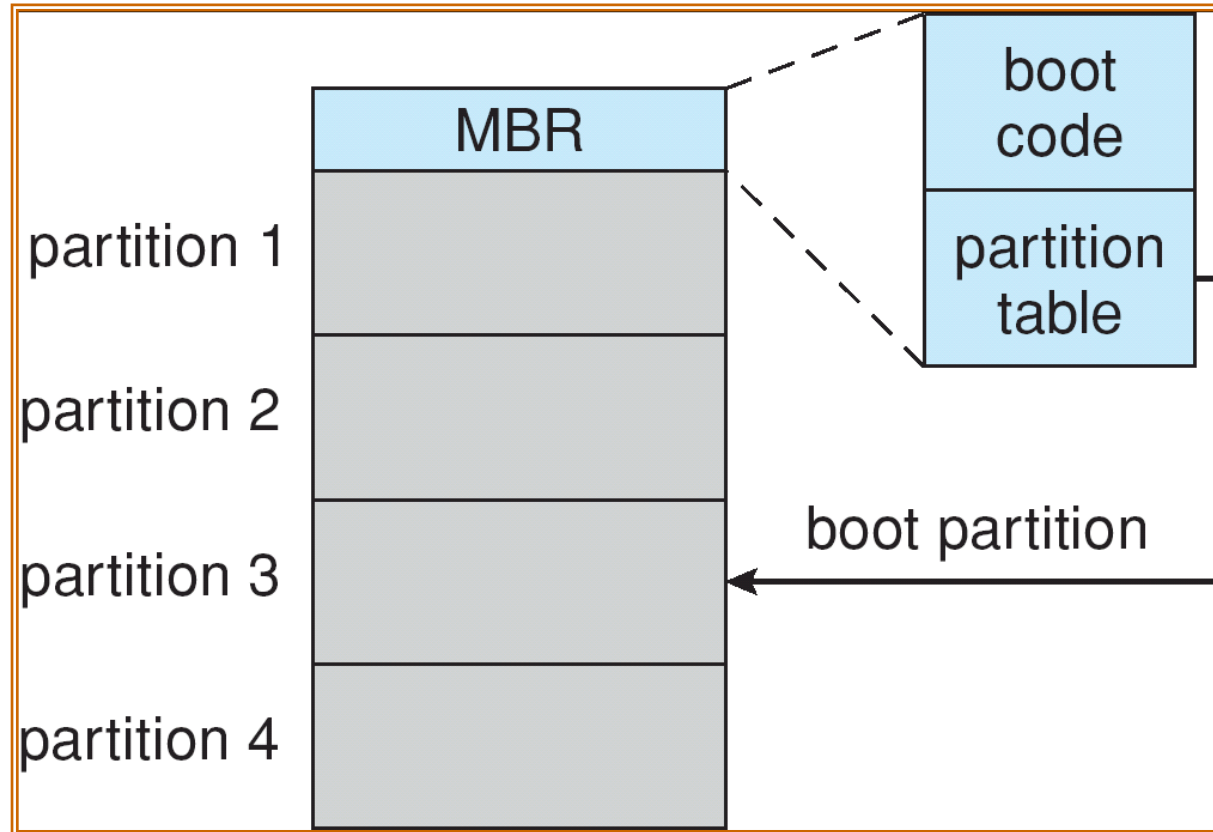 boot
code
MBR
partition 1
partition
table
partition 2
boot partition
partition 3
partition 4